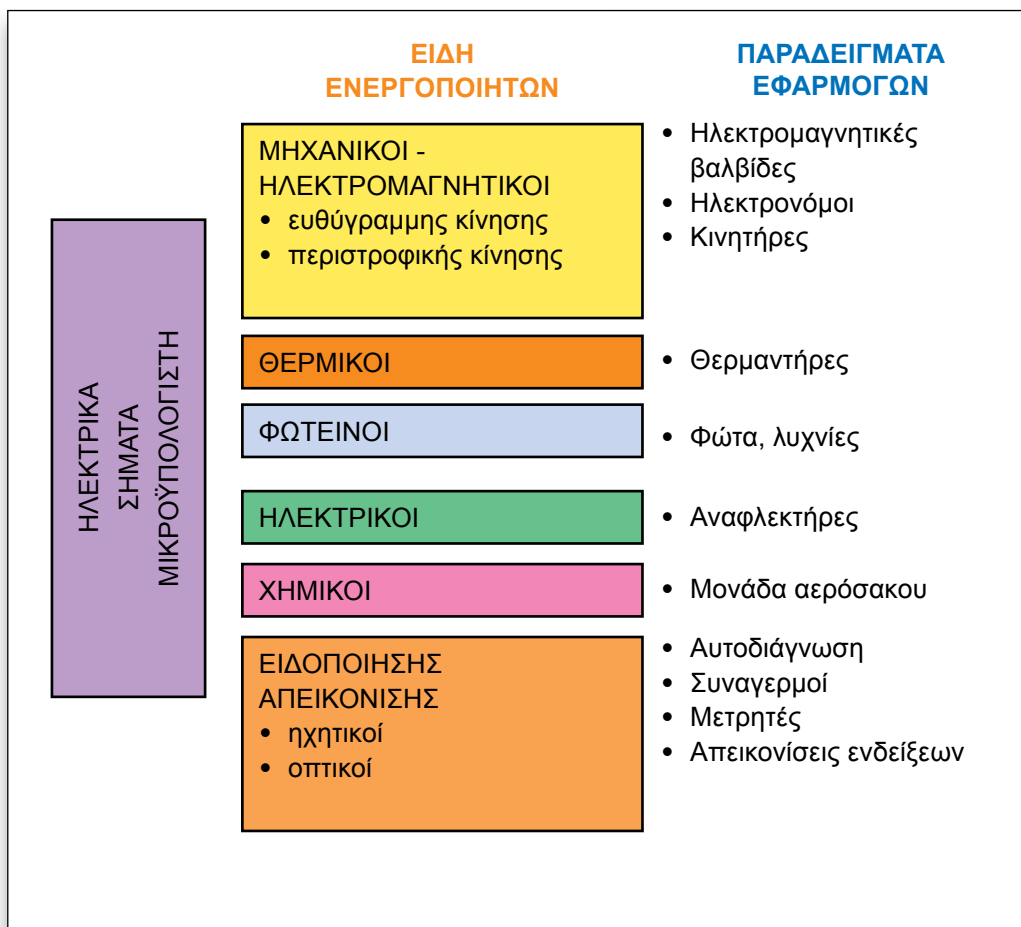 ΕΙΔΗ
ΕΝΕΡΓΟΠΟΙΗΤΩΝ
ΠΑΡΑΔΕΙΓΜΑΤΑ
ΕΦΑΡΜΟΓΩΝ
ΗΛΕΚΤΡΙΚΑ
ΣΗΜΑΤΑ
ΜΙΚΡΟΫΠΟΛΟΓΙΣΤΗ
ΜΗΧΑΝΙΚΟΙ -
ΗΛΕΚΤΡΟΜΑΓΝΗΤΙΚΟΙ
• ευθύγραμμης κίνησης
• περιστροφικής κίνησης
• Ηλεκτρομαγνητικές
βαλβίδες
• Ηλεκτρονόμοι
• Κινητήρες
ΘΕΡΜΙΚΟΙ
• Θερμαντήρες
ΦΩΤΕΙΝΟΙ
• Φώτα, λυχνίες
ΗΛΕΚΤΡΙΚΟΙ
• Αναφλεκτήρες
ΧΗΜΙΚΟΙ
• Μονάδα αερόσακου
ΕΙΔΟΠΟΙΗΣΗΣ
ΑΠΕΙΚΟΝΙΣΗΣ
• ηχητικοί
• οπτικοί
• Αυτοδιάγνωση
• Συναγερμοί
• Μετρητές
• Απεικονίσεις ενδείξεων